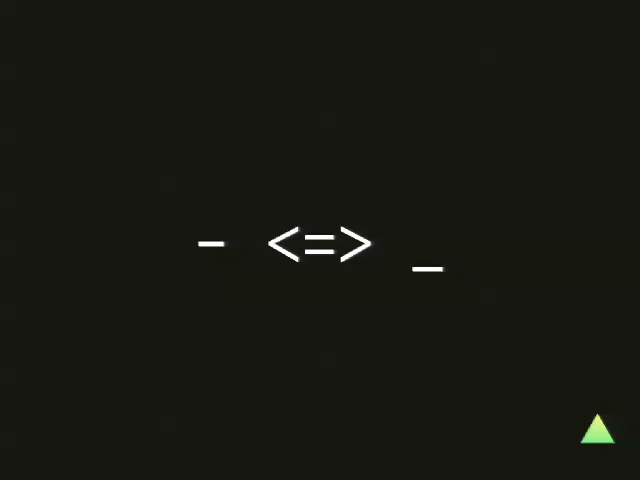 - <=> _